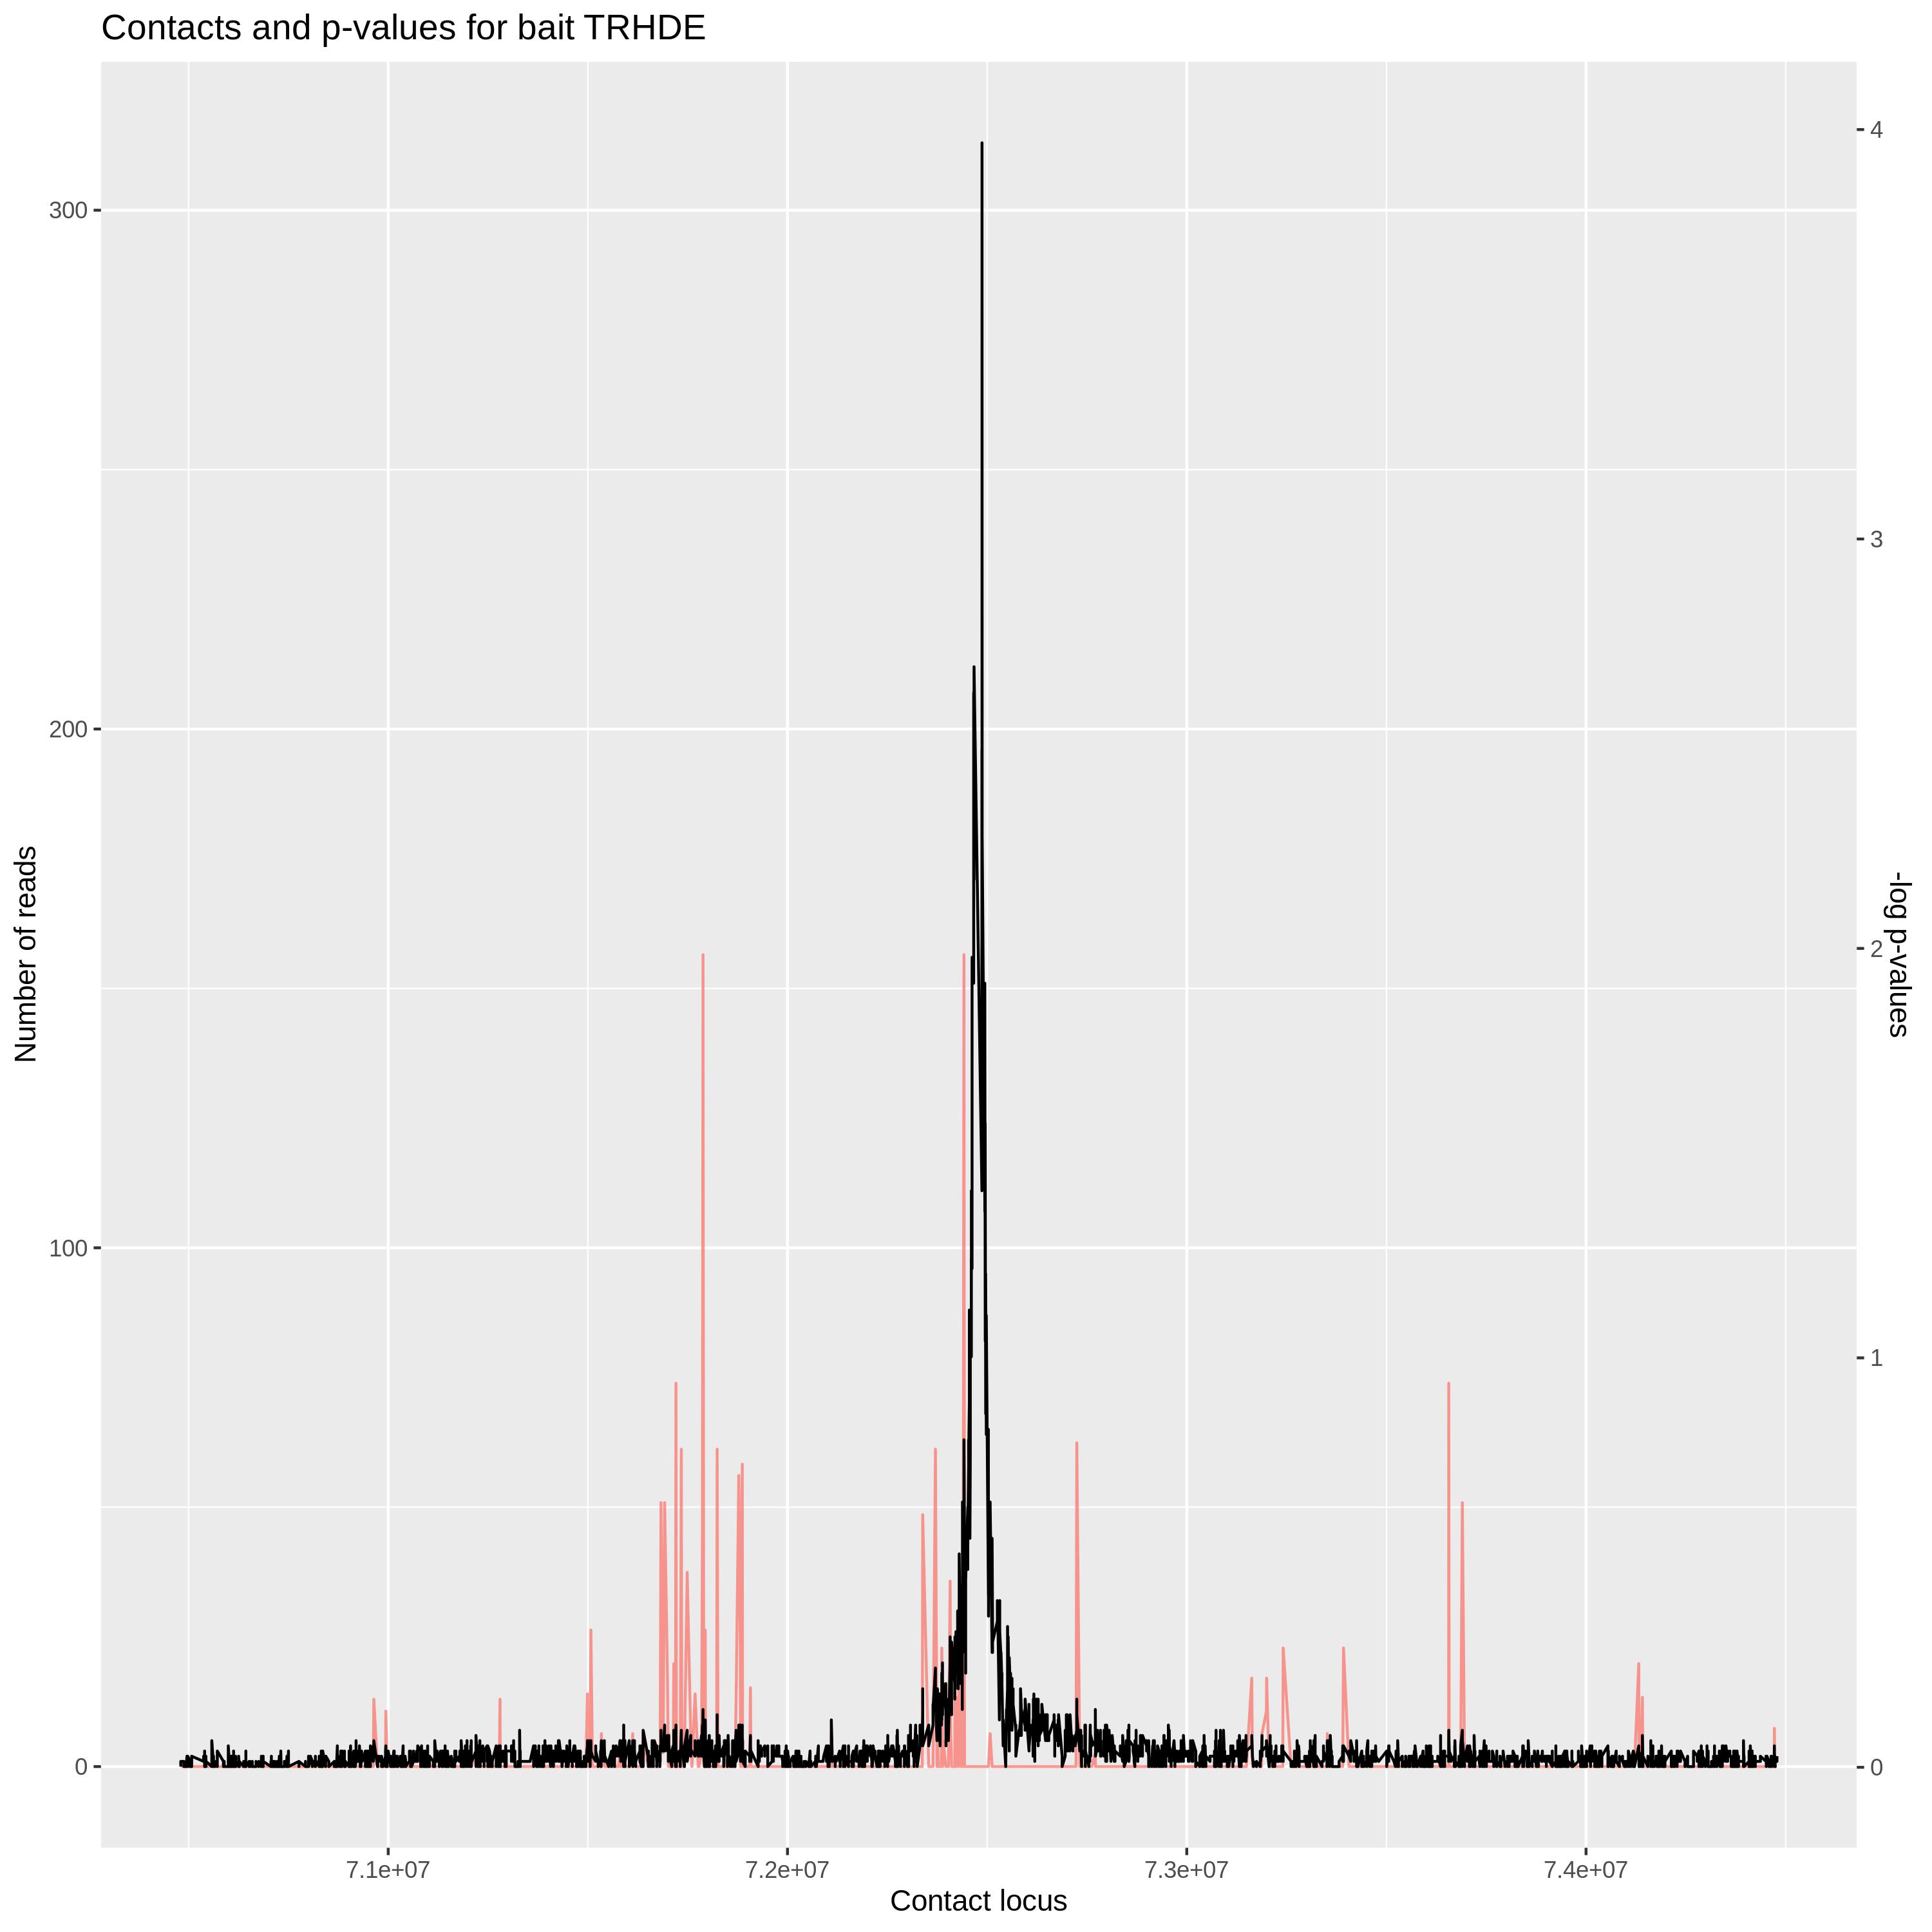 Contacts and p-values for bait TRHDE
300
200
100
0
Number of reads
4
3
2
1
0
-log p-values
7.1e+07
7.2e+07
7.3e+07
7.4e+07
Contact locus